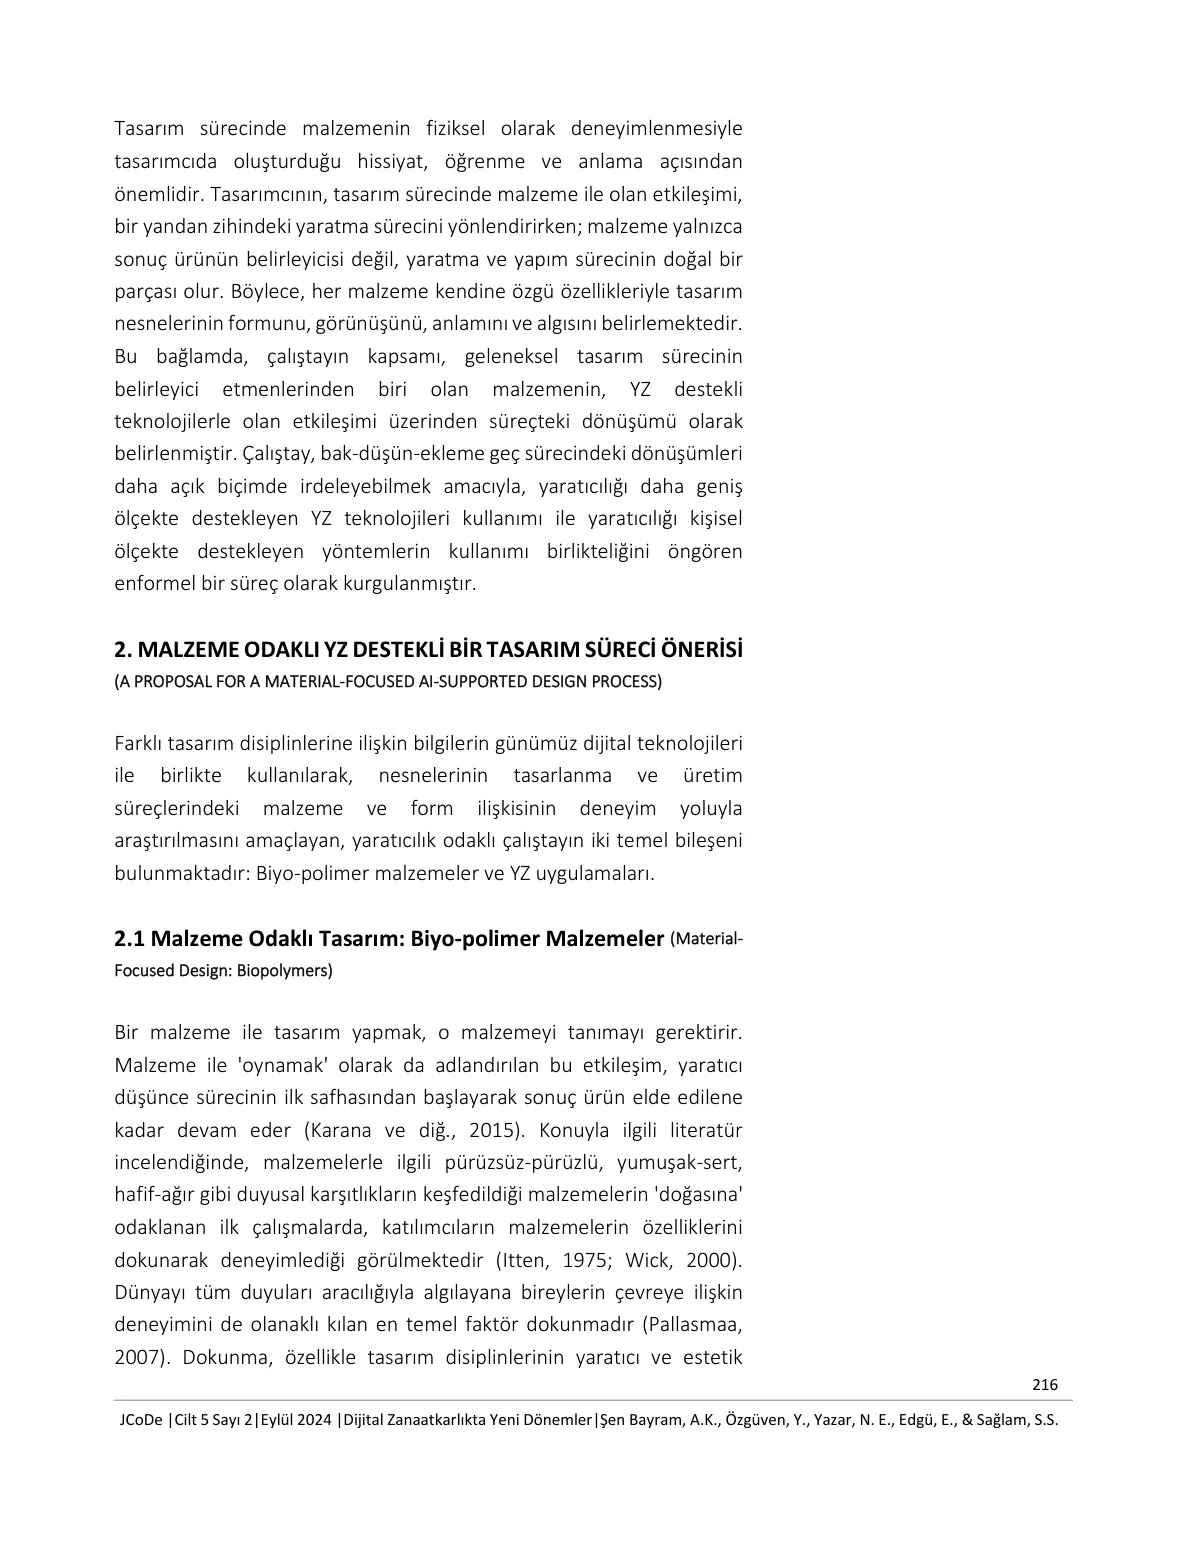 Tasarım sürecinde malzemenin fiziksel olarak deneyimlenmesiyle
tasarımcıda oluşturduğu hissiyat, öğrenme ve anlama açısından
önemlidir. Tasarımcının, tasarım sürecinde malzeme ile olan etkileşimi,
bir yandan zihindeki yaratma sürecini yönlendirirken; malzeme yalnızca
sonuç ürünün belirleyicisi değil, yaratma ve yapım sürecinin doğal bir
parçası olur. Böylece, her malzeme kendine özgü özellikleriyle tasarım
nesnelerinin formunu, görünüşünü, anlamını ve algısını belirlemektedir.
Bu bağlamda, çalıştayın kapsamı, geleneksel tasarım sürecinin
belirleyici etmenlerinden biri olan malzemenin, YZ destekli
teknolojilerle olan etkileşimi üzerinden süreçteki dönüşümü olarak
belirlenmiştir. Çalıştay, bak-düşün-ekleme geç sürecindeki dönüşümleri
daha açık biçimde irdeleyebilmek amacıyla, yaratıcılığı daha geniş
ölçekte destekleyen YZ teknolojileri kullanımı ile yaratıcılığı kişisel
ölçekte destekleyen yöntemlerin kullanımı birlikteliğini öngören
enformel bir süreç olarak kurgulanmıştır.
2. MALZEME ODAKLI YZ DESTEKLİ BİR TASARIM SÜRECİ ÖNERİSİ
(A PROPOSAL FOR A MATERIAL-FOCUSED AI-SUPPORTED DESIGN PROCESS)
Farklı tasarım disiplinlerine ilişkin bilgilerin günümüz dijital teknolojileri
ile birlikte kullanılarak, nesnelerinin tasarlanma ve üretim
süreçlerindeki malzeme ve form ilişkisinin deneyim yoluyla
araştırılmasını amaçlayan, yaratıcılık odaklı çalıştayın iki temel bileşeni
bulunmaktadır: Biyo-polimer malzemeler ve YZ uygulamaları.
2.1 Malzeme Odaklı Tasarım: Biyo-polimer Malzemeler (Material-
Focused Design: Biopolymers)
Bir malzeme ile tasarım yapmak, o malzemeyi tanımayı gerektirir.
Malzeme ile 'oynamak' olarak da adlandırılan bu etkileşim, yaratıcı
düşünce sürecinin ilk safhasından başlayarak sonuç ürün elde edilene
kadar devam eder (Karana ve diğ., 2015). Konuyla ilgili literatür
incelendiğinde, malzemelerle ilgili pürüzsüz-pürüzlü, yumuşak-sert,
hafif-ağır gibi duyusal karşıtlıkların keşfedildiği malzemelerin 'doğasına'
odaklanan ilk çalışmalarda, katılımcıların malzemelerin özelliklerini
dokunarak deneyimlediği görülmektedir (Itten, 1975; Wick, 2000).
Dünyayı tüm duyuları aracılığıyla algılayana bireylerin çevreye ilişkin
deneyimini de olanaklı kılan en temel faktör dokunmadır (Pallasmaa,
2007). Dokunma, özellikle tasarım disiplinlerinin yaratıcı ve estetik
216
JCoDe |Cilt 5 Sayı 2|Eylül 2024 |Dijital Zanaatkarlıkta Yeni Dönemler|Şen Bayram, A.K., Özgüven, Y., Yazar, N. E., Edgü, E., & Sağlam, S.S.